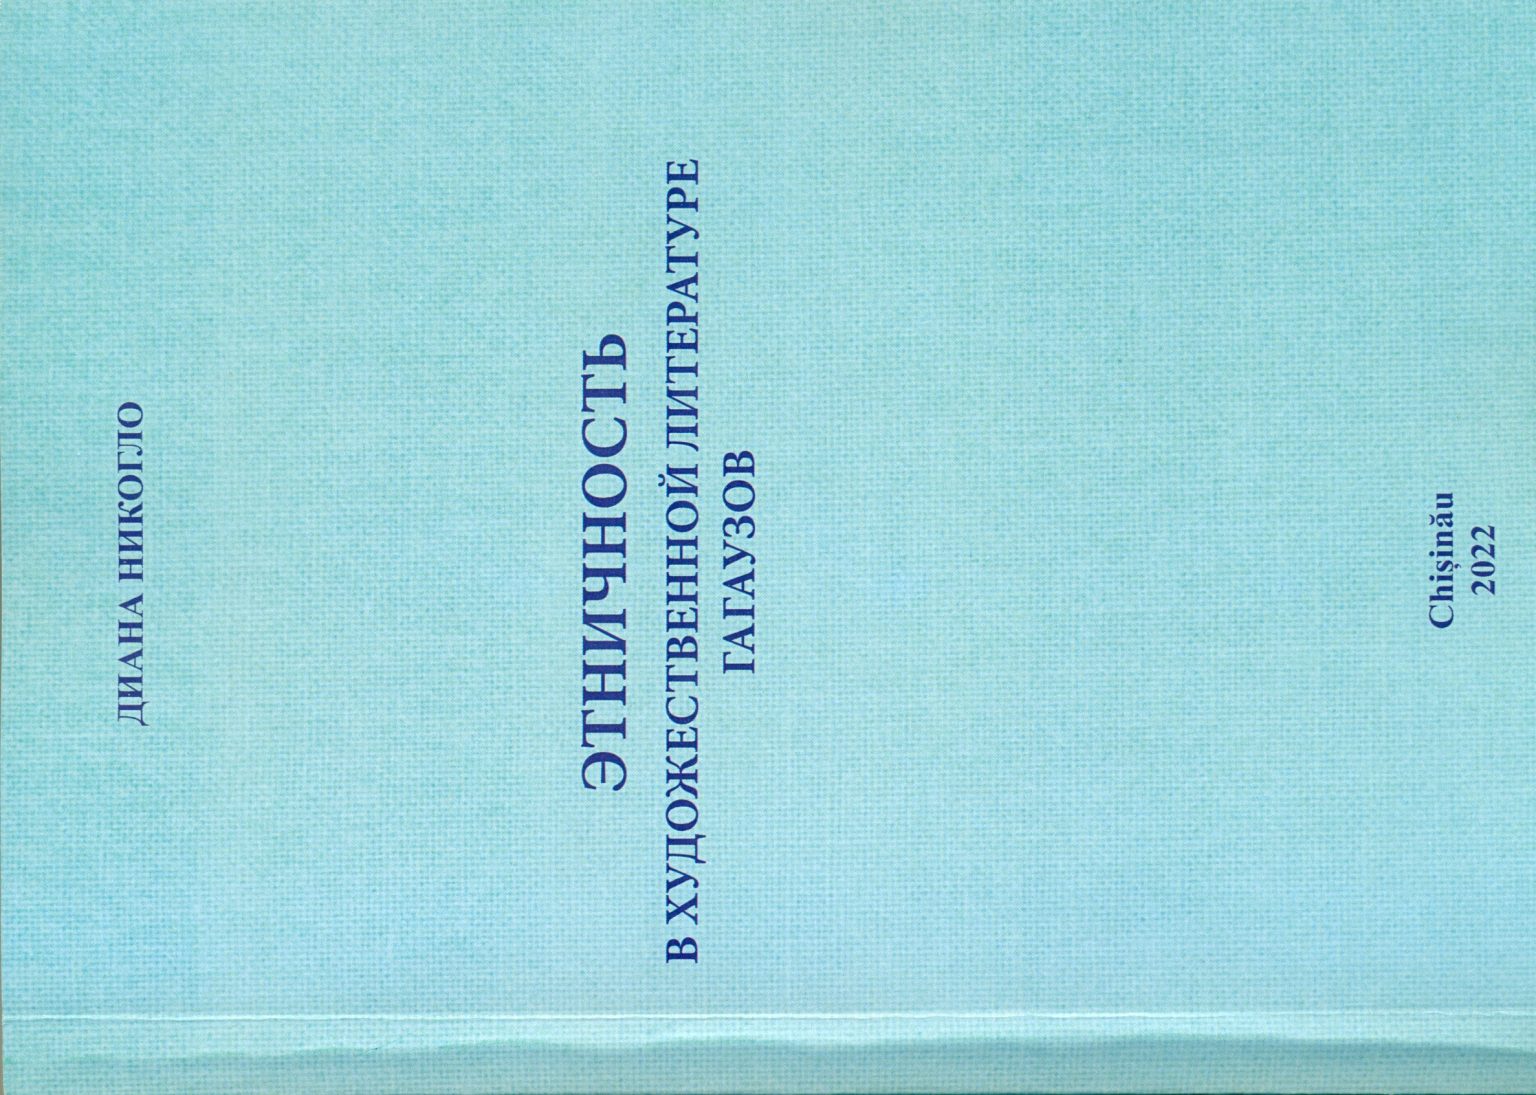 ДИАНА НИКОГЛО
ЭТНИЧНОСТЬ
В ХУДОЖЕСТВЕННОЙ ЛИТЕРАТУРЕ
ГАГАУЗОВ
Chișinău
2022